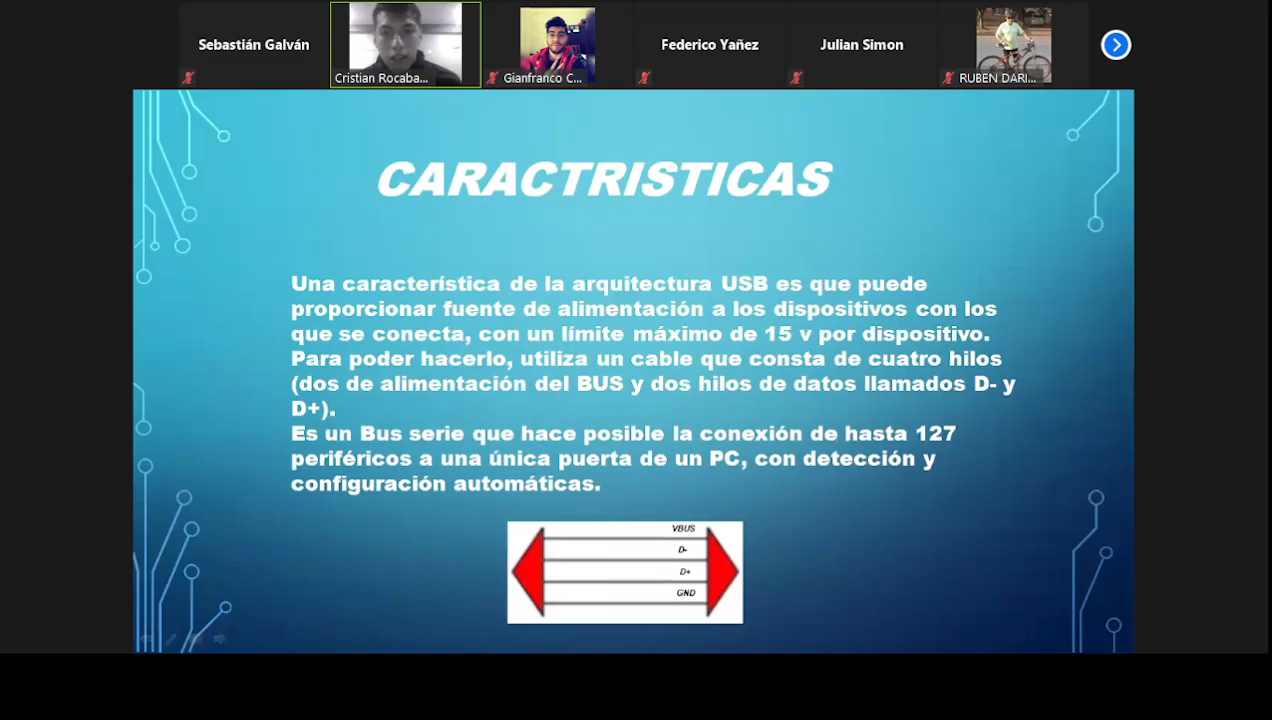 Sebastián Galván
Cristian Rocaba...
Gianfranco C...
Federico Yañez
Julian Simon
RUBEN DARI...
CARACTRISTICAS
Una característica de la arquitectura USB es que puede
proporcionar fuente de alimentación a los dispositivos con los
que se conecta, con un límite máximo de 15 v por dispositivo.
Para poder hacerlo, utiliza un cable que consta de cuatro hilos
(dos de alimentación del BUS y dos hilos de datos llamados D- y
D+).
Es un Bus serie que hace posible la conexión de hasta 127
periféricos a una única puerta de un PC, con detección y
configuración automáticas.
VBUS
D-
D+
GND